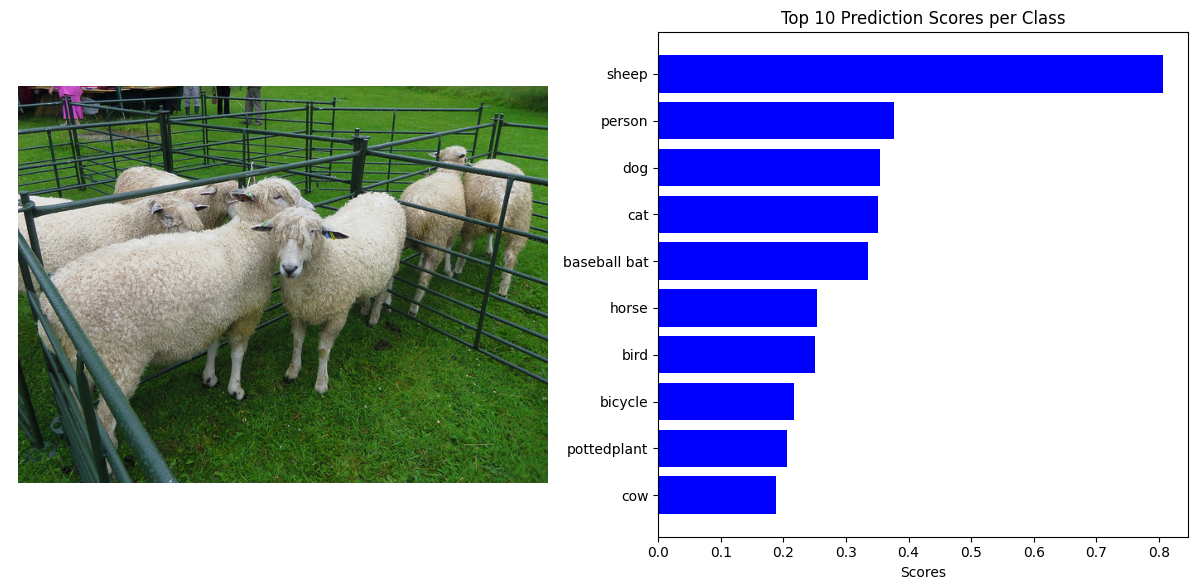 Top 10 Prediction Scores per Class
sheep
person
dog
cat
baseball bat
horse
bird
bicycle
pottedplant
cow
0.0 0.1 0.2 0.3 0.4 0.5 0.6 0.7 0.8
Scores